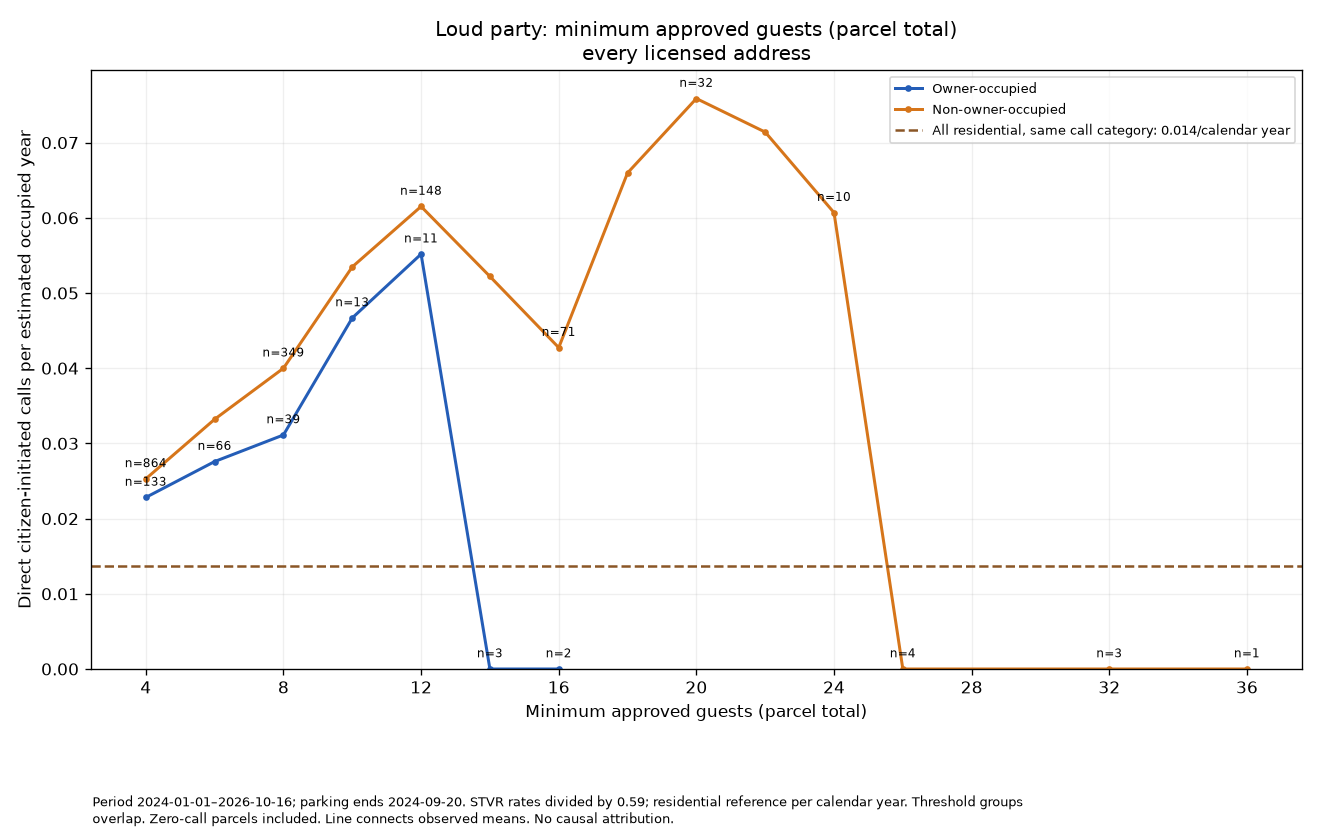 Loud party: minimum approved guests (parcel total)
every licensed address
Direct citizen-initiated calls per estimated occupied year
0.07
0.06
0.05
0.04
0.03
0.02
0.01
0.00
Owner-occupied
Non-owner-occupied
All residential, same call category: 0.014/calendar year
n=32
n=148
n=10
n=11
n=13
n=71
n=349
n=39
n=66
n=864
n=133
n=3
n=2
n=4
n=3
n=1
4 8 12 16 20 24 28 32 36
Minimum approved guests (parcel total)
Period 2024-01-01–2026-10-16; parking ends 2024-09-20. STVR rates divided by 0.59; residential reference per calendar year. Threshold groups
overlap. Zero-call parcels included. Line connects observed means. No causal attribution.